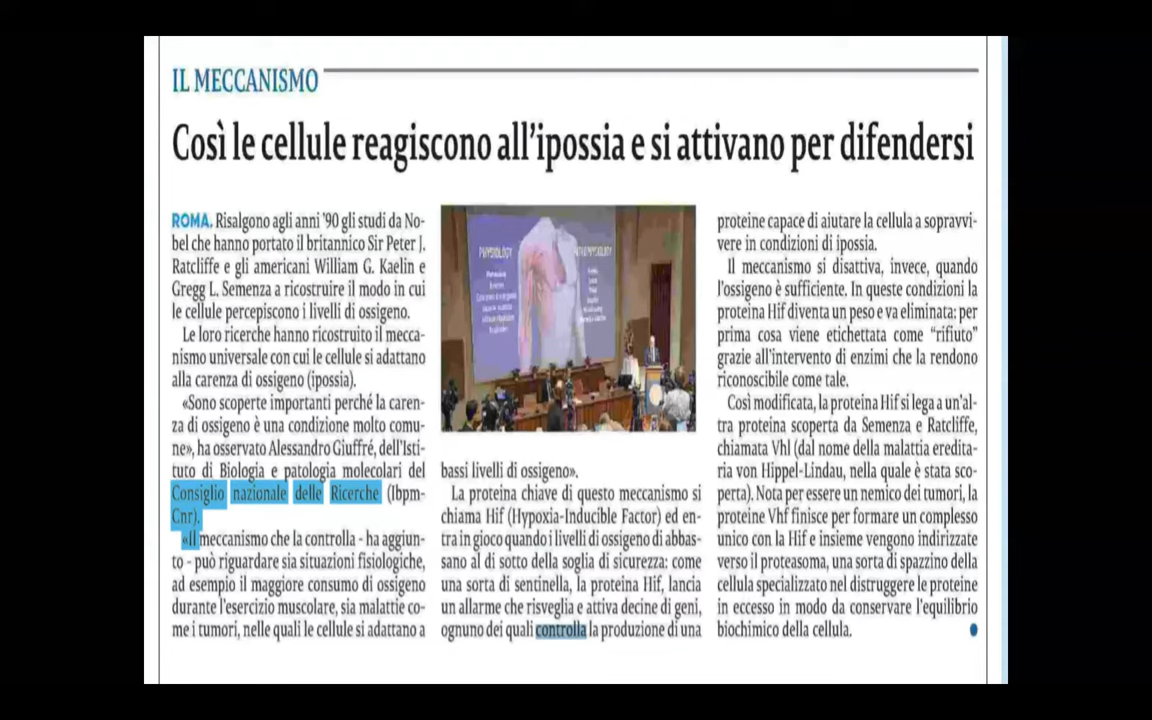 IL MECCANISMO
Così le cellule reagiscono all'ipossia e si attivano per difendersi
ROMA. Risalgono agli anni '90 gli studi da No-
bel che hanno portato il britannico Sir Peter J.
Ratcliffe e gli americani William G. Kaelin e
Gregg L. Semenza a ricostruire il modo in cui
le cellule percepiscono i livelli di ossigeno.
Le loro ricerche hanno ricostruito il mecca-
nismo universale con cui le cellule si adattano
alla carenza di ossigeno (ipossia).
«Sono scoperte importanti perché la caren-
za di ossigeno è una condizione molto comu-
ne», ha osservato Alessandro Giuffré, dell'Isti-
tuto di Biologia e patologia molecolari del
Consiglio nazionale delle Ricerche (Ibpm-
Cnr).
«Il meccanismo che la controlla - ha aggiun-
to - può riguardare sia situazioni fisiologiche,
ad esempio il maggiore consumo di ossigeno
durante l'esercizio muscolare, sia malattie co-
me i tumori, nelle quali le cellule si adattano a
PHYSIOLOGY
bassi livelli di ossigeno».
La proteina chiave di questo meccanismo si
chiama Hif (Hypoxia-Inducible Factor) ed en-
tra in gioco quando i livelli di ossigeno di abbas-
sano al di sotto della soglia di sicurezza: come
una sorta di sentinella, la proteina Hif, lancia
un allarme che risveglia e attiva decine di geni,
ognuno dei quali controlla la produzione di una
proteine capace di aiutare la cellula a sopravvi-
vere in condizioni di ipossia.
Il meccanismo si disattiva, invece, quando
l'ossigeno è sufficiente. In queste condizioni la
proteina Hif diventa un peso e va eliminata: per
prima cosa viene etichettata come “rifiuto”
grazie all'intervento di enzimi che la rendono
riconoscibile come tale.
Così modificata, la proteina Hif si lega a un'al-
tra proteina scoperta da Semenza e Ratcliffe,
chiamata Vhl (dal nome della malattia eredita-
ria von Hippel-Lindau, nella quale è stata sco-
perta). Nota per essere un nemico dei tumori, la
proteine Vhf finisce per formare un complesso
unico con la Hif e insieme vengono indirizzate
verso il proteasoma, una sorta di spazzino della
cellula specializzato nel distruggere le proteine
in eccesso in modo da conservare l'equilibrio
biochimico della cellula.